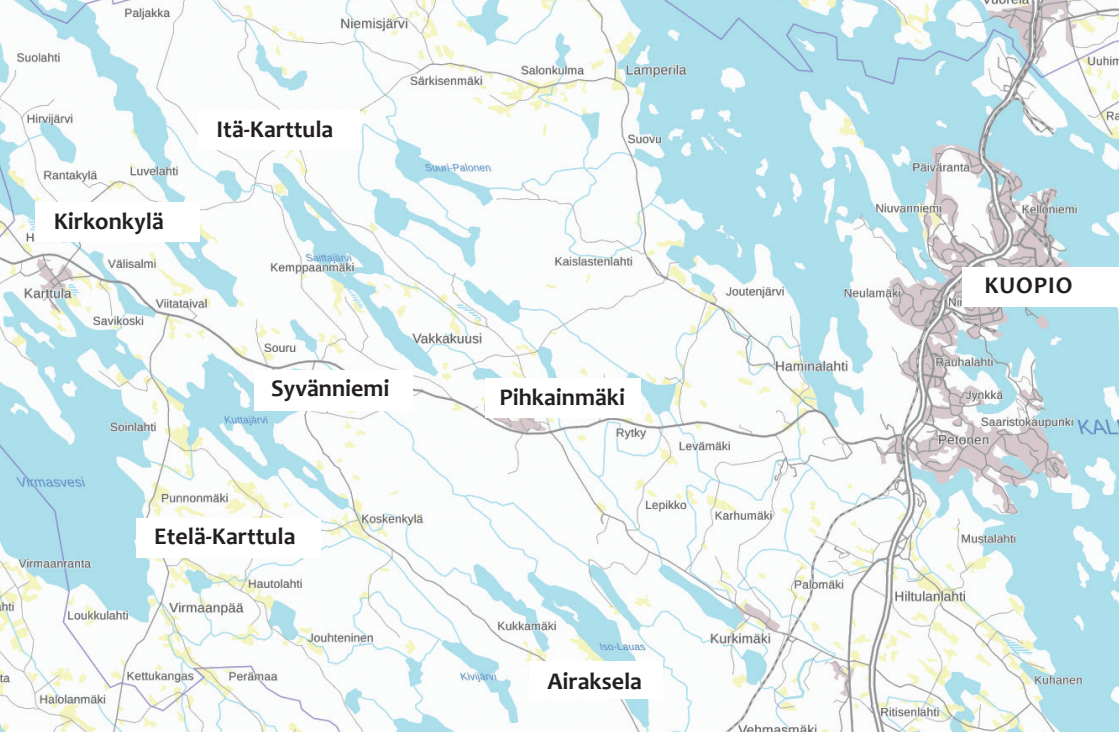 Vuorela
Paljakka
Niemisjärvi
Suolahti
Särkisenmäki
Salonkulma
Lamperila
Hirvijärvi
Itä-Karttula
Suovu
Rantakylä
Luvelahti
Suuri-Palonen
Päiväranta
Niuvanniemi
Kelloniemi
Kirkonkylä
Välisalmi
Saittajärvi
Kemppaanmäki
Kaislastenlahti
Karttula
Viitataival
Joutenjärvi
Neulamäki
KUOPIO
Savikoski
Souru
Vakkakuusi
Haminalahti
Rauhalahti
Syvänniemi
Pihkainmäki
Jynkkä
Saaristokaupunki
Soinlahti
Kuttajärvi
Rytky
Levämäki
Petonen
Virmasvesi
Punnonmäki
Koskenkylä
Lepikko
Karhumäki
Etelä-Karttula
Mustalahti
Virmaanranta
Hautolahti
Palomäki
Hiltulanlahti
Loukkulahti
Virmaanpää
Jouhteninen
Kukkamäki
Iso-Lauas
Kurkimäki
Kettukangas
Perämaa
Kivijärvi
Airaksela
Kuhanen
Halolanmäki
Ritisenlahti
Vehmasmäki